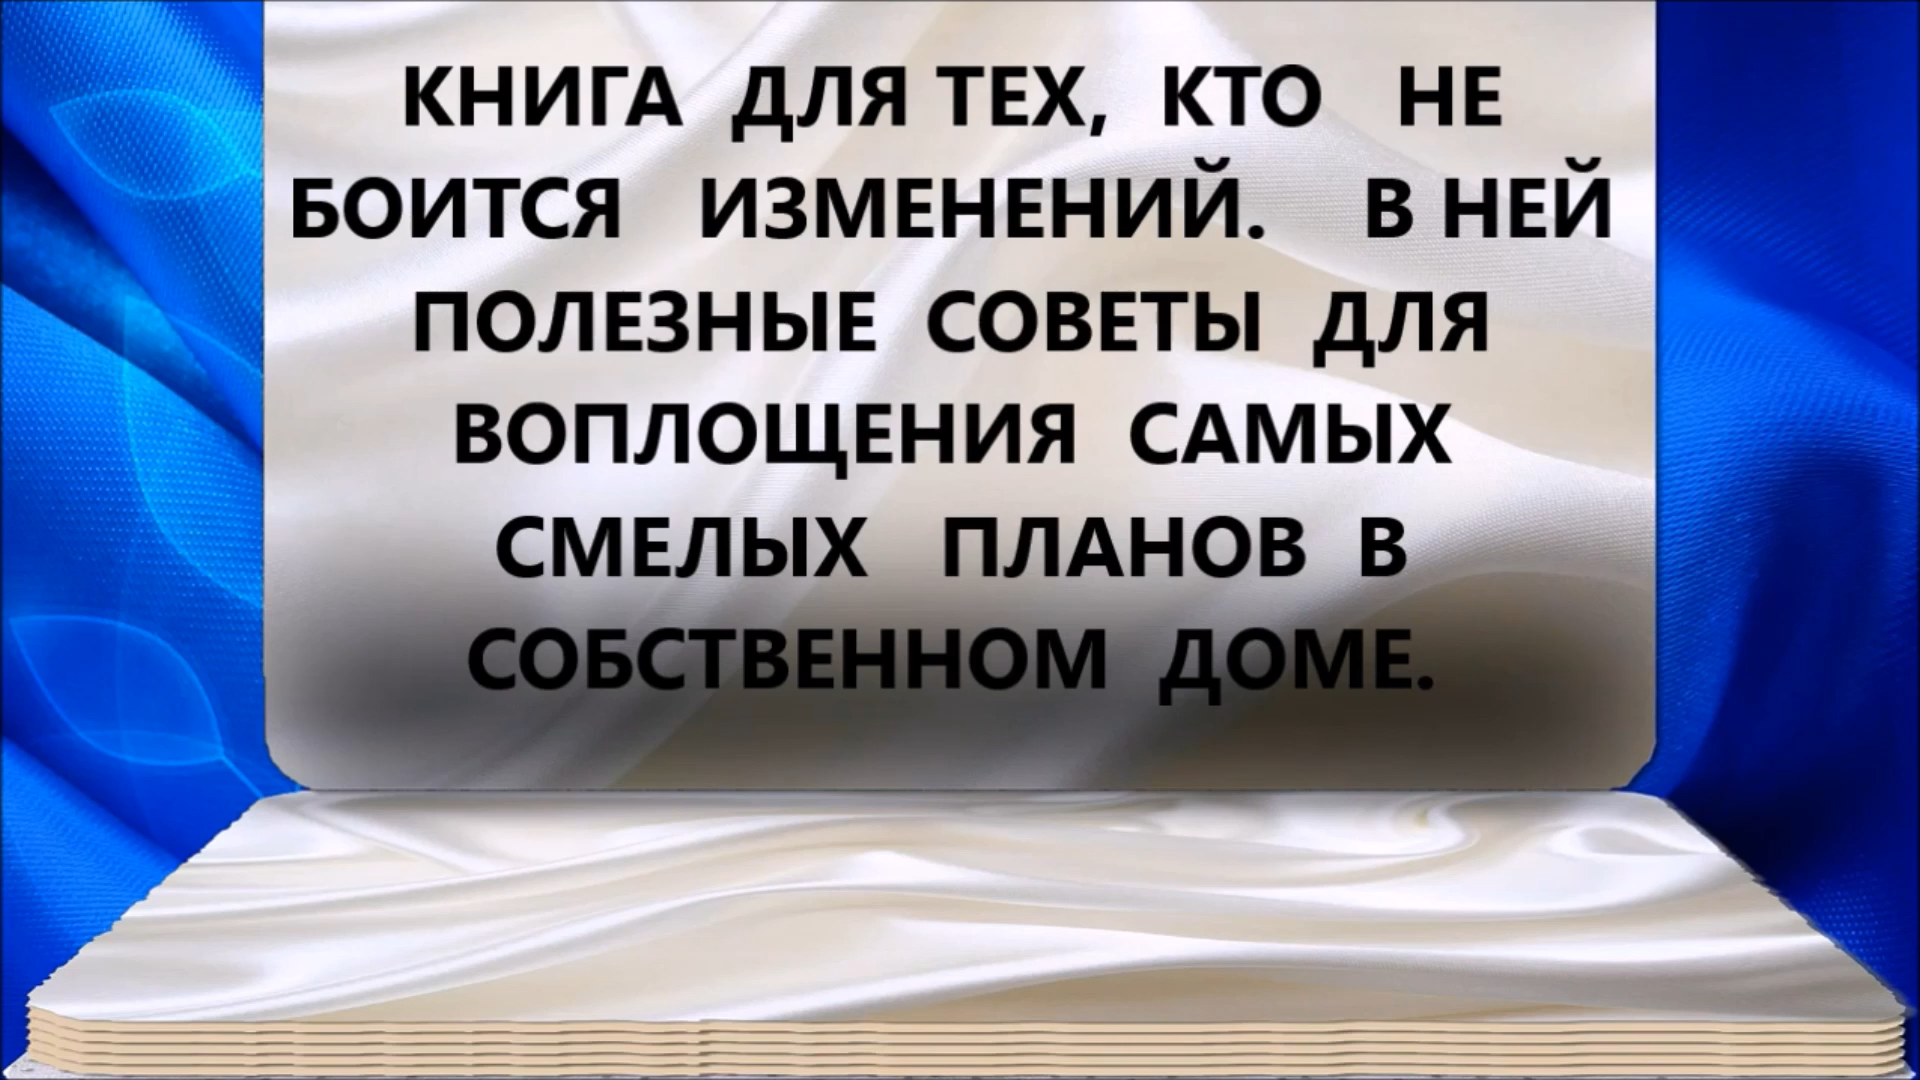 КНИГА ДЛЯ ТЕХ, КТО НЕ
БОИТСЯ ИЗМЕНЕНИЙ. В НЕЙ
ПОЛЕЗНЫЕ СОВЕТЫ ДЛЯ
ВОПЛОЩЕНИЯ САМЫХ
СМЕЛЫХ ПЛАНОВ В
СОБСТВЕННОМ ДОМЕ.